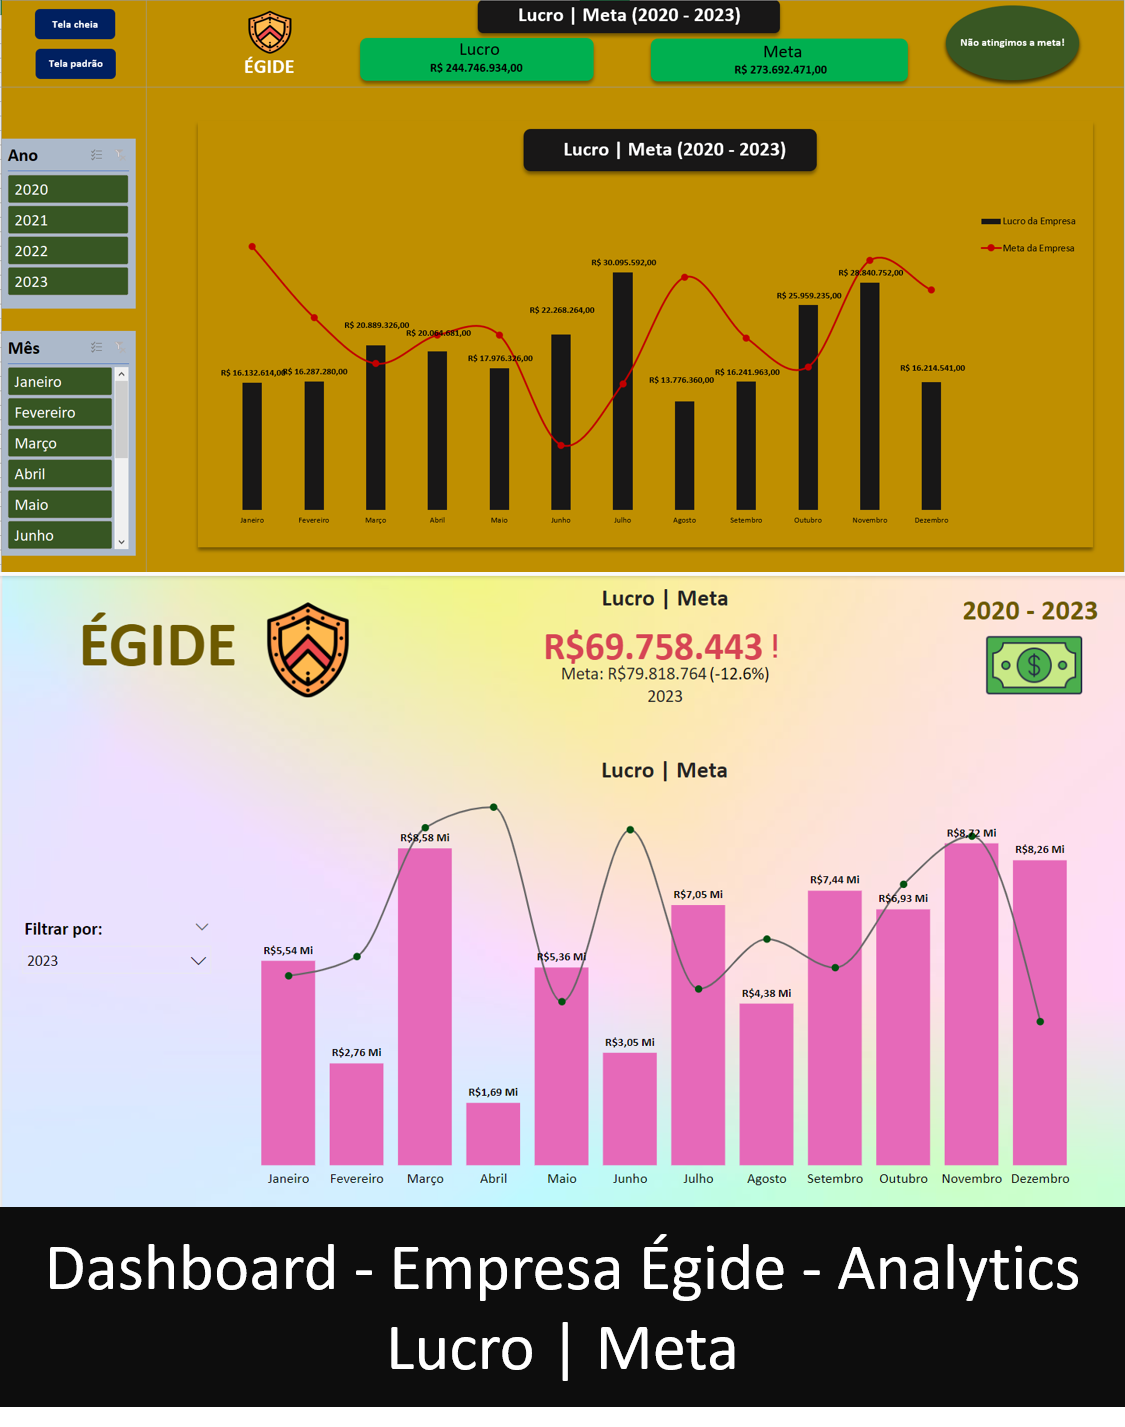 Tela cheia
Tela padrão
ÉGIDE
Lucro | Meta (2020 - 2023)
Lucro
R$ 244.746.934,00
Meta
R$ 273.692.471,00
Não atingimos a meta!
Ano
2020
2021
2022
2023
Mês
Janeiro
Fevereiro
Março
Abril
Maio
Junho
Lucro | Meta (2020 - 2023)
Lucro da Empresa
Meta da Empresa
R$ 16.132.614,00
R$ 16.287.280,00
R$ 20.889.326,00
R$ 20.064.681,00
R$ 17.976.326,00
R$ 22.268.264,00
R$ 30.095.592,00
R$ 13.776.360,00
R$ 16.241.963,00
R$ 25.959.235,00
R$ 28.840.752,00
R$ 16.214.541,00
Janeiro Fevereiro Março Abril Maio Junho Julho Agosto Setembro Outubro Novembro Dezembro
ÉGIDE
Lucro | Meta
R$69.758.443 !
Meta: R$79.818.764 (-12.6%)
2023
2020 - 2023
Lucro | Meta
Filtrar por:
2023
R$5,54 Mi
R$2,76 Mi
R$8,58 Mi
R$1,69 Mi
R$5,36 Mi
R$3,05 Mi
R$7,05 Mi
R$4,38 Mi
R$7,44 Mi
R$6,93 Mi
R$8,72 Mi
R$8,26 Mi
Janeiro Fevereiro Março Abril Maio Junho Julho Agosto Setembro Outubro Novembro Dezembro
Dashboard - Empresa Égide - Analytics
Lucro | Meta